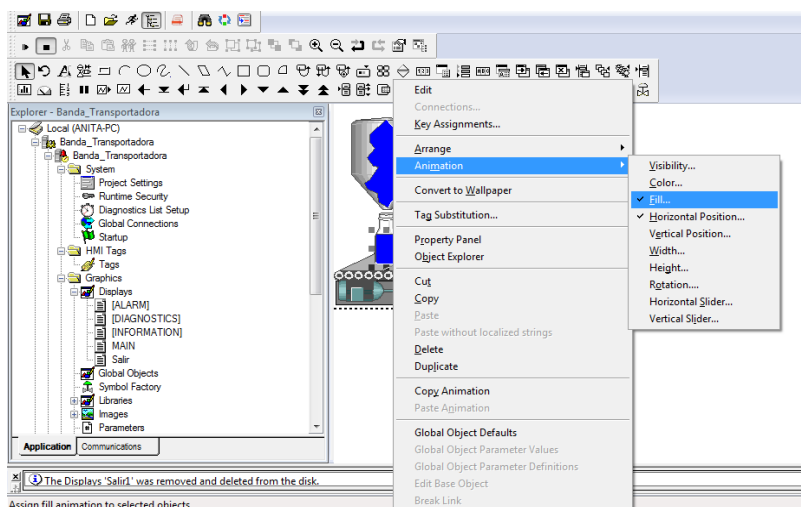 Explorer - Banda_Transportadora
Local (ANITA-PC)
Banda_Transportadora
Banda_Transportadora
System
Project Settings
Runtime Security
Diagnostics List Setup
Global Connections
Startup
HMI Tags
Tags
Graphics
Displays
[ALARM]
[DIAGNOSTICS]
[INFORMATION]
MAIN
Salir
Global Objects
Symbol Factory
Libraries
Images
Parameters
Application
Communications
Edit
Connections...
Key Assignments...
Arrange
Animation
Convert to Wallpaper
Tag Substitution...
Property Panel
Object Explorer
Cut
Copy
Paste
Paste without localized strings
Delete
Duplicate
Copy Animation
Paste Animation
Global Object Defaults
Global Object Parameter Values
Global Object Parameter Definitions
Edit Base Object
Break Link
Visibility...
Color...
Fill...
Horizontal Position...
Vertical Position...
Width...
Height...
Rotation....
Horizontal Slider...
Vertical Slider...
The Displays 'Salir1' was removed and deleted from the disk.
Assign fill animation to selected objects